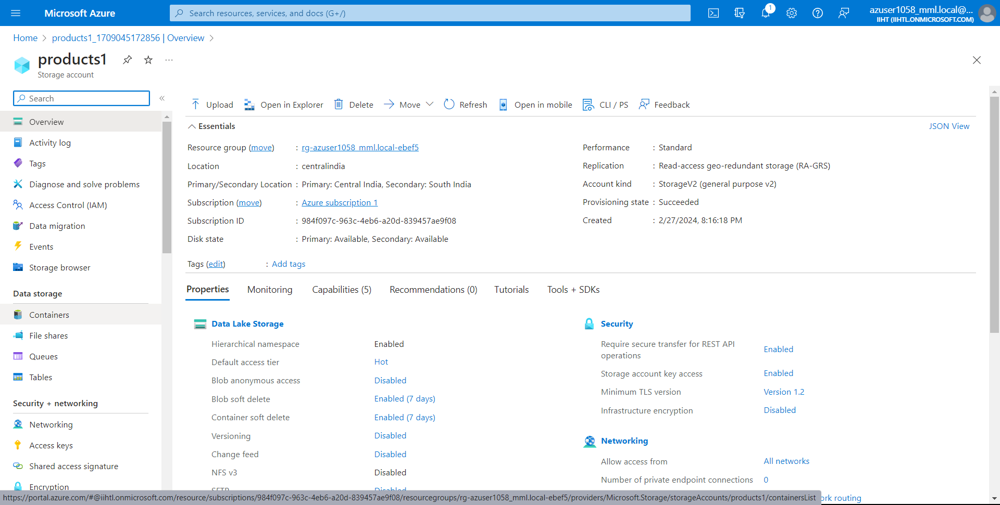 Microsoft Azure
Search resources, services, and docs (G+/)
1
azuser1058_mml.local@...
IIHT (IIHTL.ONMICROSOFT.COM)
Home > products1_1709045172856 | Overview >
products1
Storage account
Search
«
Overview
Activity log
Tags
Diagnose and solve problems
Access Control (IAM)
Data migration
Events
Storage browser
Data storage
Containers
File shares
Queues
Tables
Security + networking
Networking
Access keys
Shared access signature
Encryption
Upload Open in Explorer Delete Move Refresh Open in mobile CLI / PS Feedback
Essentials
JSON View
Resource group (move) : rg-azuser1058_mml.local-ebef5
Location : centralindia
Primary/Secondary Location : Primary: Central India, Secondary: South India
Subscription (move) : Azure subscription 1
Subscription ID : 984f097c-963c-4eb6-a20d-839457ae9f08
Disk state : Primary: Available, Secondary: Available
Tags (edit) : Add tags
Performance : Standard
Replication : Read-access geo-redundant storage (RA-GRS)
Account kind : StorageV2 (general purpose v2)
Provisioning state : Succeeded
Created : 2/27/2024, 8:16:18 PM
Properties Monitoring Capabilities (5) Recommendations (0) Tutorials Tools + SDKs
Data Lake Storage
Hierarchical namespace Enabled
Default access tier Hot
Blob anonymous access Disabled
Blob soft delete Enabled (7 days)
Container soft delete Enabled (7 days)
Versioning Disabled
Change feed Disabled
NFS v3 Disabled
SFTP Disabled
Security
Require secure transfer for REST API
operations Enabled
Storage account key access Enabled
Minimum TLS version Version 1.2
Infrastructure encryption Disabled
Networking
Allow access from All networks
Number of private endpoint connections 0
ork routing
https://portal.azure.com/#@iihtl.onmicrosoft.com/resource/subscriptions/984f097c-963c-4eb6-a20d-839457ae9f08/resourcegroups/rg-azuser1058_mml.local-ebef5/providers/Microsoft.Storage/storageAccounts/products1/containersList